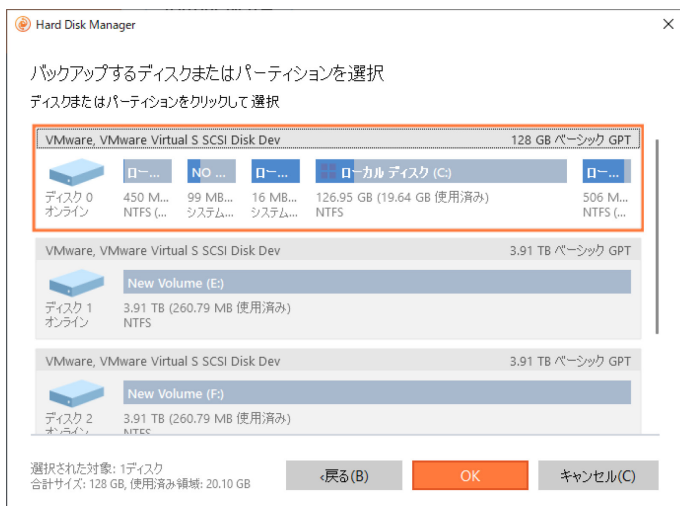 Hard Disk Manager
バックアップするディスクまたはパーティションを選択
ディスクまたはパーティションをクリックして選択
VMware, VMware Virtual S SCSI Disk Dev 128 GB ベーシック GPT
ロー... NO ... ロー... ローカル ディスク (C:) ロー...
ディスク 0 450 M... 99 MB... 16 MB... 126.95 GB (19.64 GB 使用済み) 506 M...
オンライン NTFS (... システム... システム... NTFS NTFS (...
VMware, VMware Virtual S SCSI Disk Dev 3.91 TB ベーシック GPT
New Volume (E:)
ディスク 1 3.91 TB (260.79 MB 使用済み)
オンライン NTFS
VMware, VMware Virtual S SCSI Disk Dev 3.91 TB ベーシック GPT
New Volume (F:)
ディスク 2 3.91 TB (260.79 MB 使用済み)
オンライン NTFS
選択された対象: 1ディスク
合計サイズ: 128 GB, 使用済み領域: 20.10 GB
<戻る(B) OK キャンセル(C)